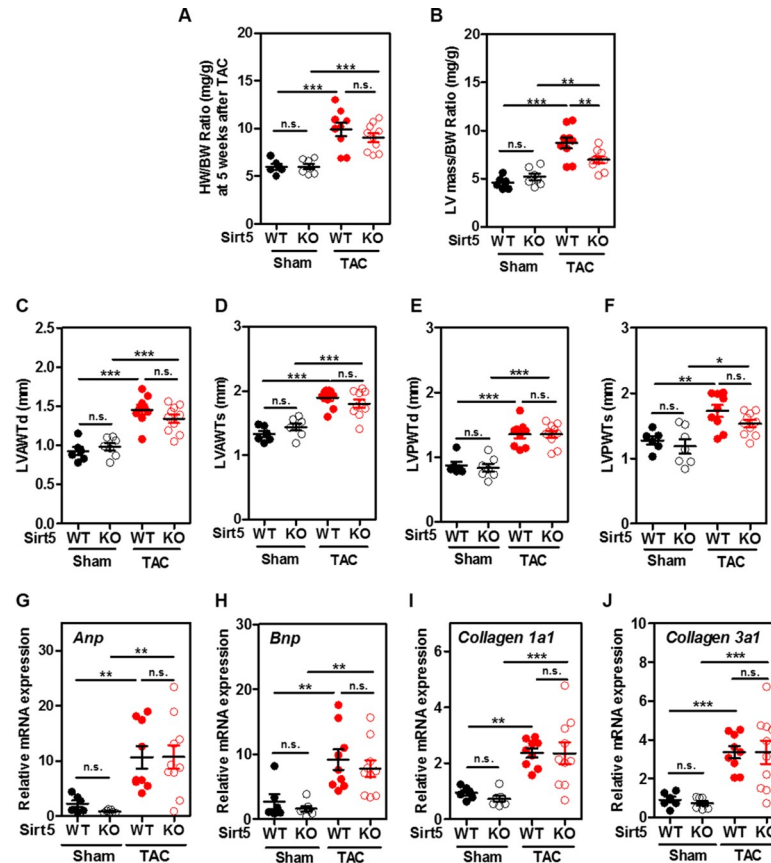 A
HW/BW Ratio (mg/g)
at 5 weeks after TAC
20
15
10
5
0
n.s.
***
***
n.s.
Sirt5 WT KO WT KO
Sham TAC
B
LV mass/BW Ratio (mg/g)
20
15
10
5
0
n.s.
***
**
**
WT KO WT KO
Sirt5
Sham TAC
C
LVAWTd (mm)
2.5
2.0
1.5
1.0
0.5
0.0
n.s.
***
***
n.s.
Sirt5 WT KO WT KO
Sham TAC
D
LVAWTs (mm)
3
2
1
0
n.s.
***
***
n.s.
Sirt5 WT KO WT KO
Sham TAC
E
LVPWTd (mm)
3
2
1
0
n.s.
***
***
n.s.
Sirt5 WT KO WT KO
Sham TAC
F
LVPWTs (mm)
3
2
1
0
n.s.
**
*
n.s.
Sirt5 WT KO WT KO
Sham TAC
G
Relative mRNA expression
Anp
30
20
10
0
n.s.
**
**
n.s.
Sirt5 WT KO WT KO
Sham TAC
H
Relative mRNA expression
Bnp
30
20
10
0
n.s.
**
**
n.s.
Sirt5 WT KO WT KO
Sham TAC
I
Relative mRNA expression
Collagen 1a1
6
4
2
0
n.s.
**
***
n.s.
Sirt5 WT KO WT KO
Sham TAC
J
Relative mRNA expression
Collagen 3a1
10
8
6
4
2
0
n.s.
***
***
n.s.
Sirt5 WT KO WT KO
Sham TAC